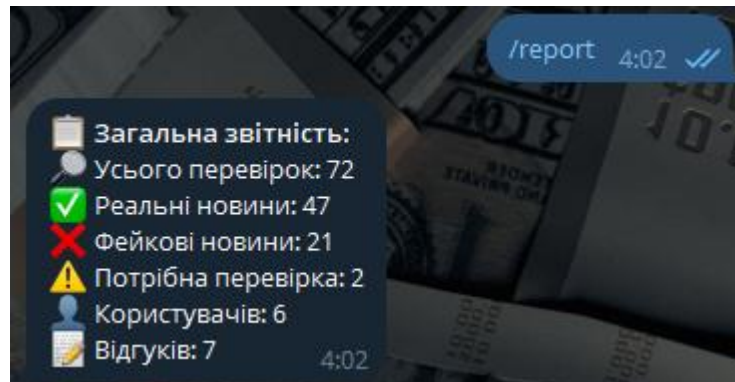 /report 4:02
Загальна звітність:
Усього перевірок: 72
Реальні новини: 47
Фейкові новини: 21
Потрібна перевірка: 2
Користувачів: 6
Відгуків: 7
4:02